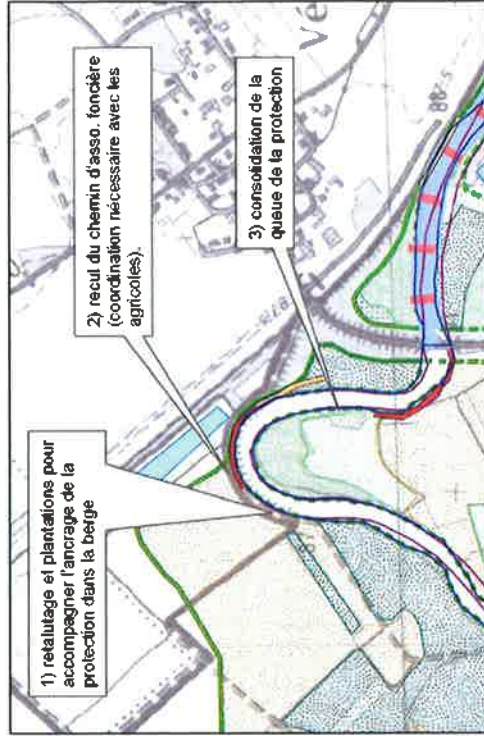 1) retalutage et plantations pour
accompagner l'ancrage de la
protection dans la berge
2) recul du chemin d'asso. foncière
(coordination nécessaire avec les
agricoles).
3) consolidation de la
queue de la protection
Vé